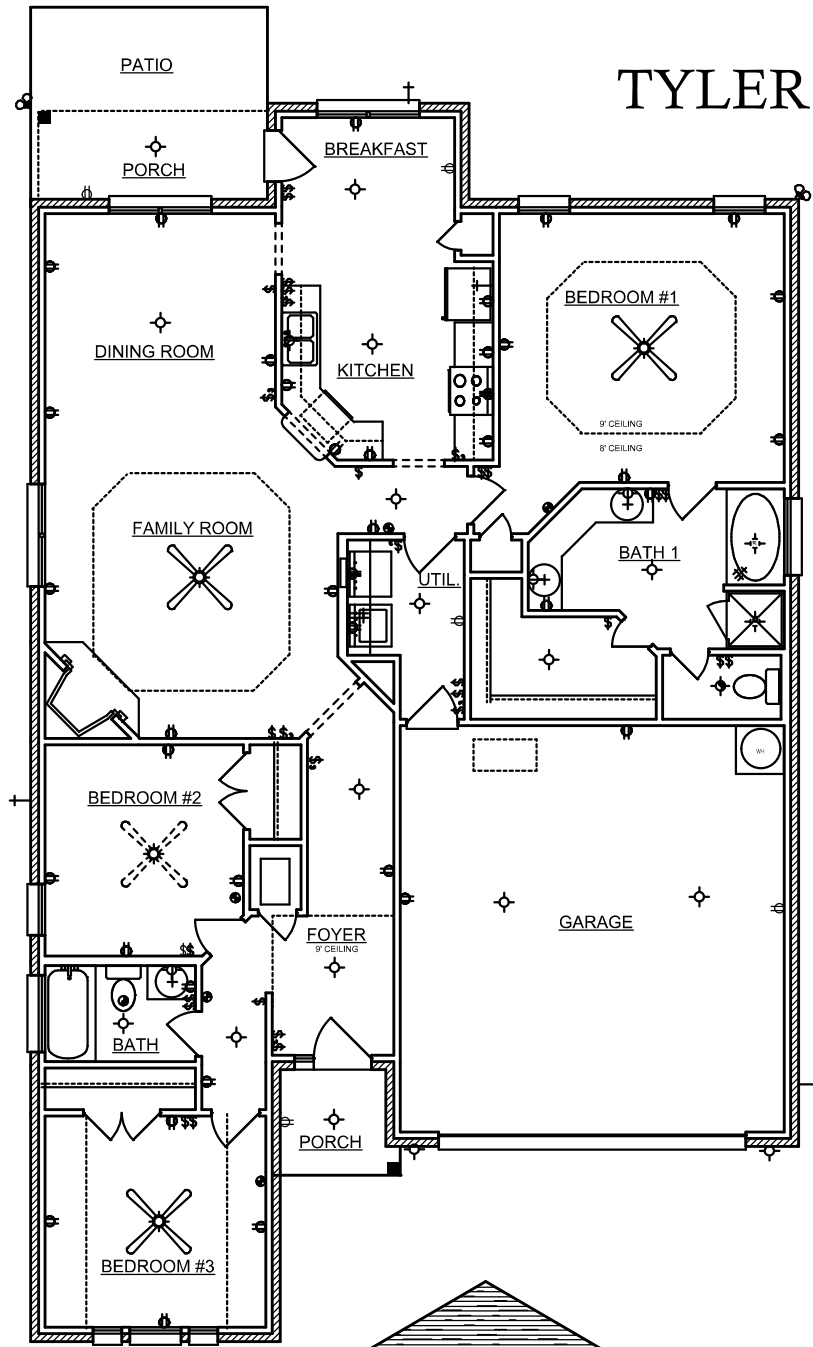 PATIO
TYLER
BREAKFAST
PORCH
BEDROOM #1
DINING ROOM
KITCHEN
9' CEILING
8' CEILING
FAMILY ROOM
BATH 1
UTIL.
WH
BEDROOM #2
GARAGE
FOYER
9' CEILING
BATH
PORCH
BEDROOM #3